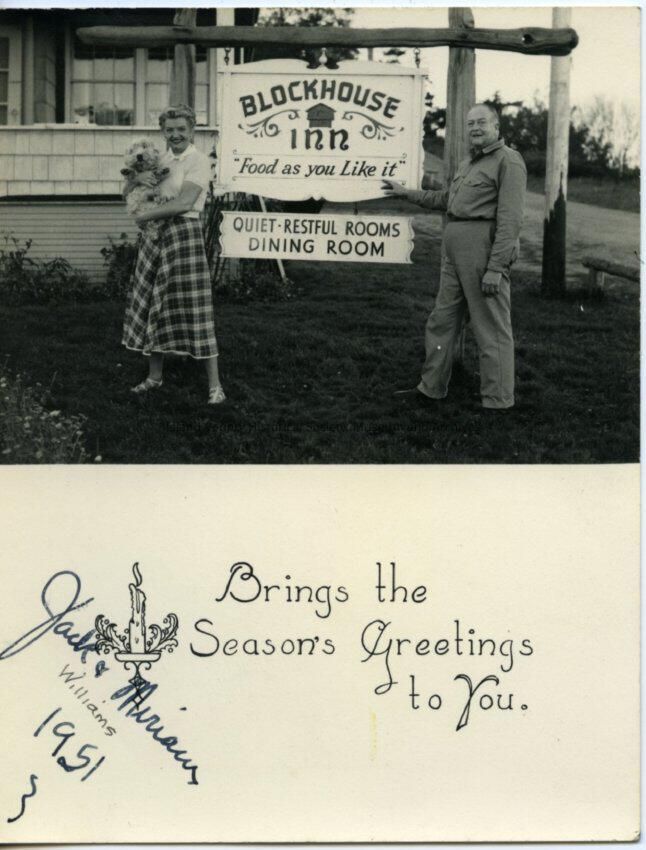 BLOCKHOUSE
INN
"Food as you Like it"
QUIET-RESTFUL ROOMS
DINING ROOM
Brings the
Season's Greetings
to You.
Jack & Miriam
Williams
1951